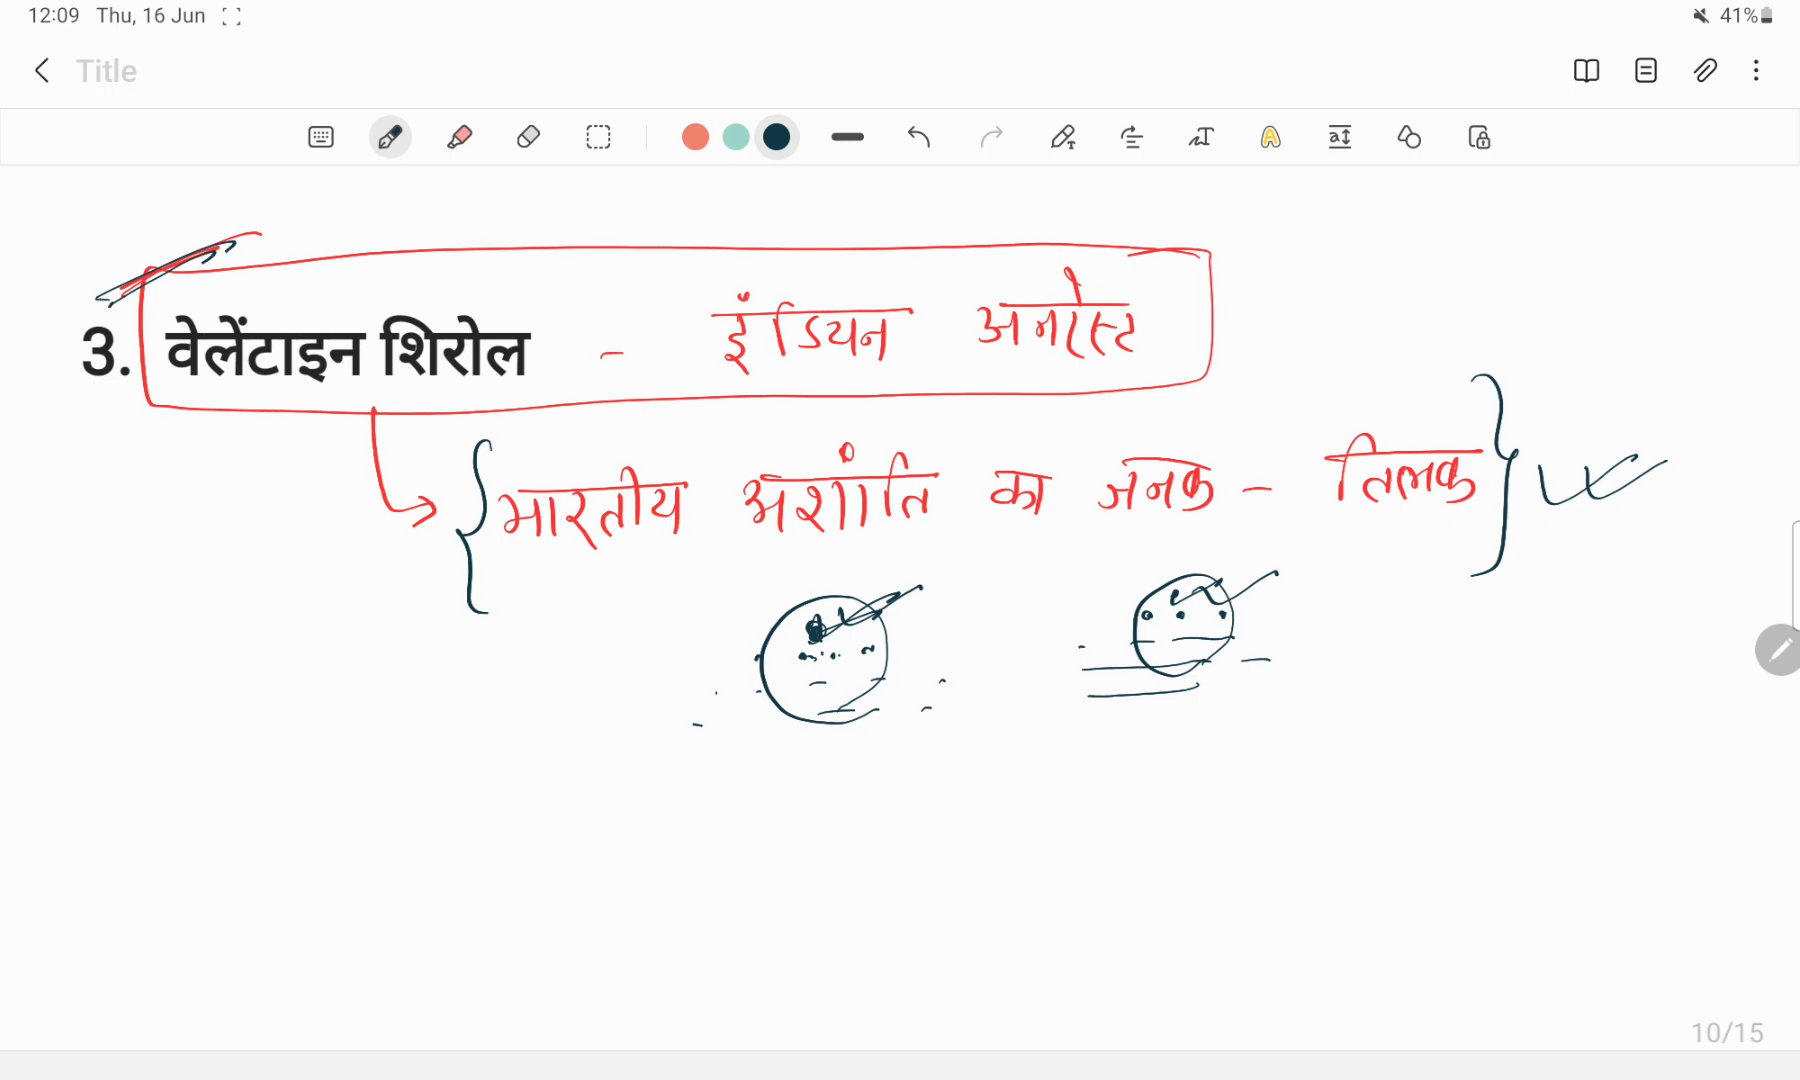 12:09 Thu, 16 Jun 41%
Title
3. वेलेंटाइन शिरोल - इंडियन अनरेस्ट
भारतीय अशांति का जनक - तिलक
10/15